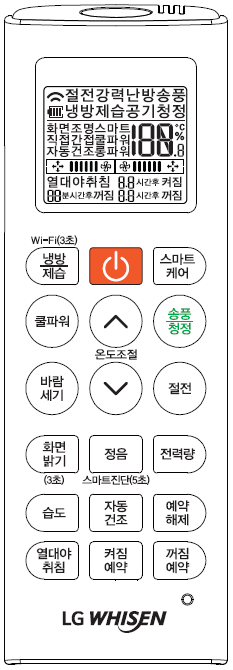 절전강력난방송풍
냉방제습공기청정
화면조명스마트
직접간접쿨파워
자동건조롱파워
188.8 °C %
열대야취침 8.8시간후 켜짐
88분시간후꺼짐 8.8시간후 꺼짐
Wi-Fi(3초)
냉방
제습
스마트
케어
쿨파워
송풍
청정
온도조절
바람
세기
절전
화면
밝기
정음
전력량
(3초)
스마트진단(5초)
습도
자동
건조
예약
해제
열대야
취침
켜짐
예약
꺼짐
예약
LG WHISEN